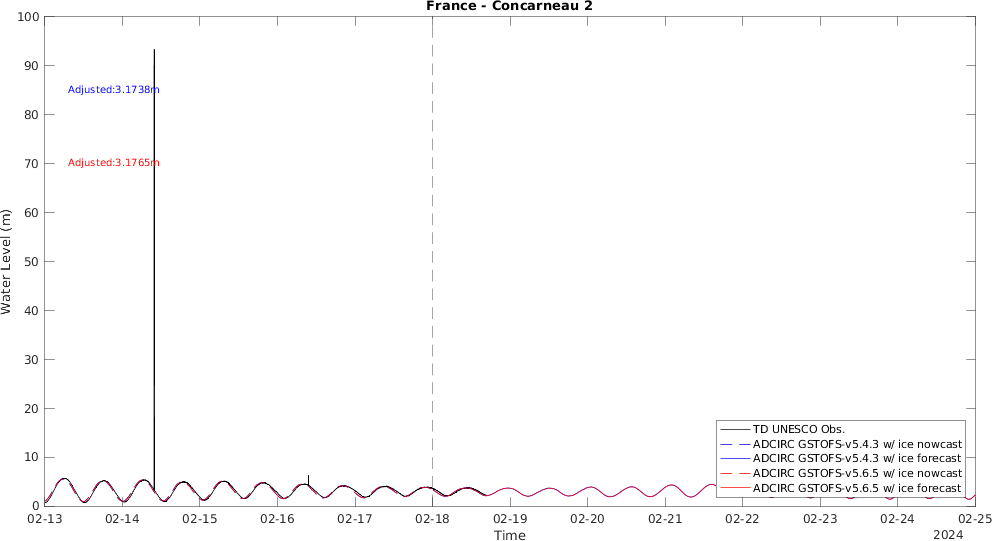 France - Concarneau 2
100
90
80
70
60
50
40
30
20
10
0
Water Level (m)
Adjusted:3.1738m
Adjusted:3.1765m
TD UNESCO Obs.
ADCIRC GSTOFS-v5.4.3 w/ ice nowcast
ADCIRC GSTOFS-v5.4.3 w/ ice forecast
ADCIRC GSTOFS-v5.6.5 w/ ice nowcast
ADCIRC GSTOFS-v5.6.5 w/ ice forecast
02-13 02-14 02-15 02-16 02-17 02-18 02-19 02-20 02-21 02-22 02-23 02-24 02-25
Time
2024